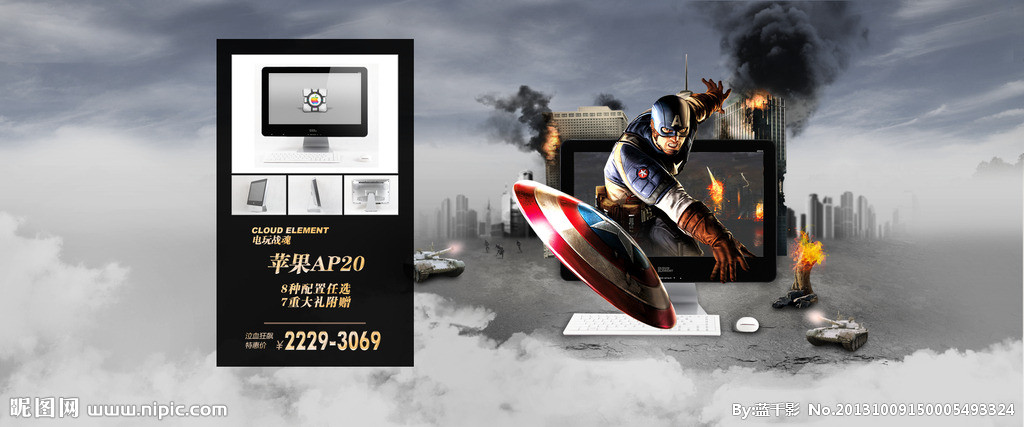 CLOUD ELEMENT
电玩战魂
苹果AP20
8种配置任选
7重大礼附赠
泣血狂飙
特惠价 ¥2229-3069
昵图网 www.nipic.com
By:蓝千影 No.20131009150005493324